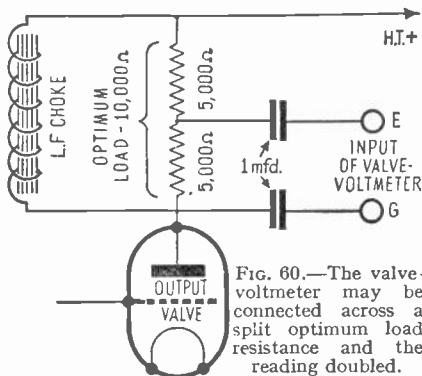 H.T.+
L.F CHOKE
OPTIMUM
LOAD - 10,000Ω
5,000Ω
5,000Ω
E
INPUT
OF VALVE-
VOLTMETER
1 mfd.
G
OUTPUT
VALVE
FIG. 60.—The valve-
voltmeter may be
connected across a
split optimum load
resistance and the
reading doubled.